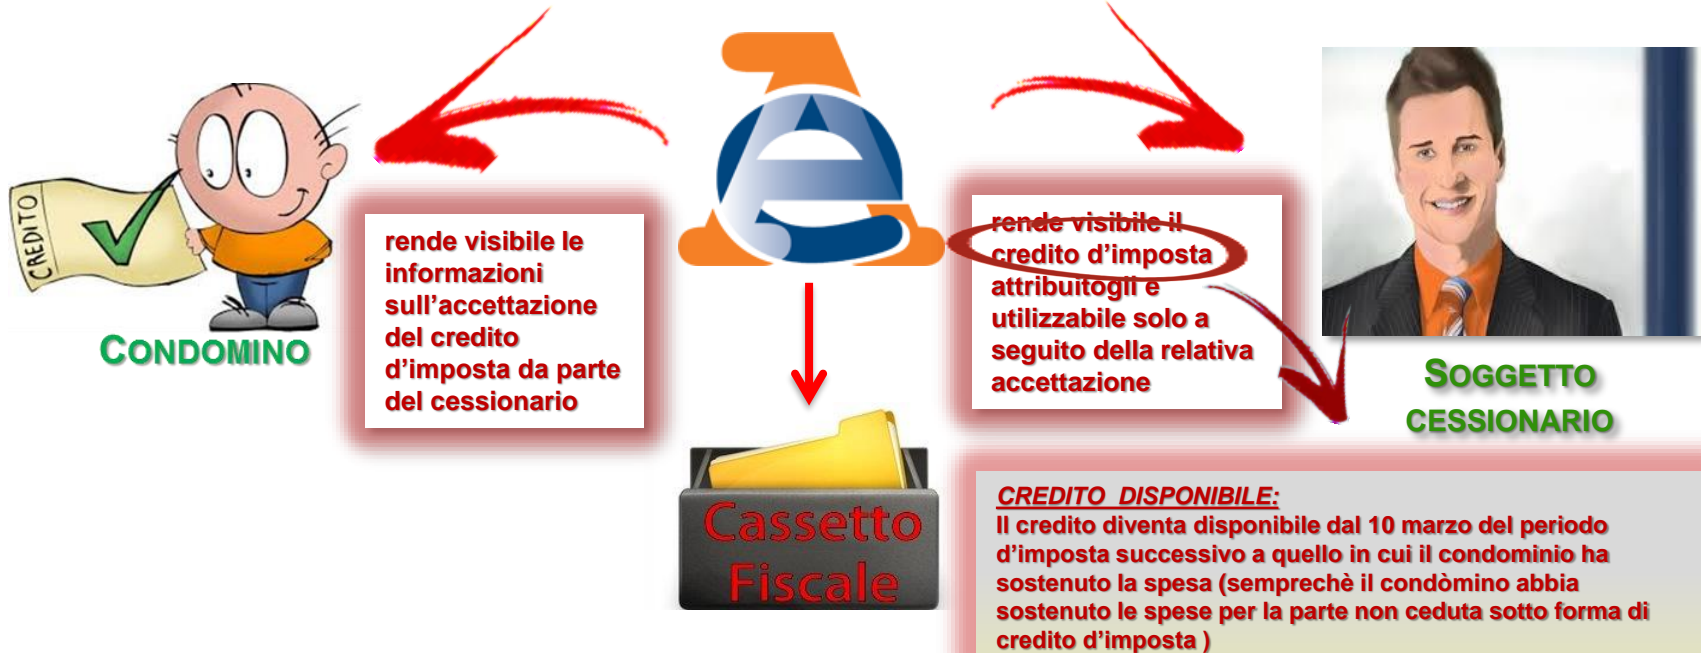 CREDITO
CONDOMINO
rende visibile le
informazioni
sull’accettazione
del credito
d’imposta da parte
del cessionario
rende visibile il
credito d’imposta
attribuitogli e
utilizzabile solo a
seguito della relativa
accettazione
SOGGETTO
CESSIONARIO
Cassetto
Fiscale
CREDITO DISPONIBILE:
Il credito diventa disponibile dal 10 marzo del periodo
d’imposta successivo a quello in cui il condominio ha
sostenuto la spesa (semprechè il condòmino abbia
sostenuto le spese per la parte non ceduta sotto forma di
credito d’imposta )